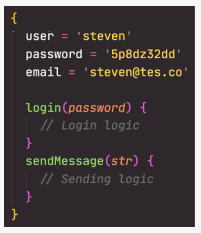 {
user = 'steven'
password = '5p8dz32dd'
email = 'steven@tes.co'
login(password) {
// Login logic
}
sendMessage(str) {
// Sending logic
}
}